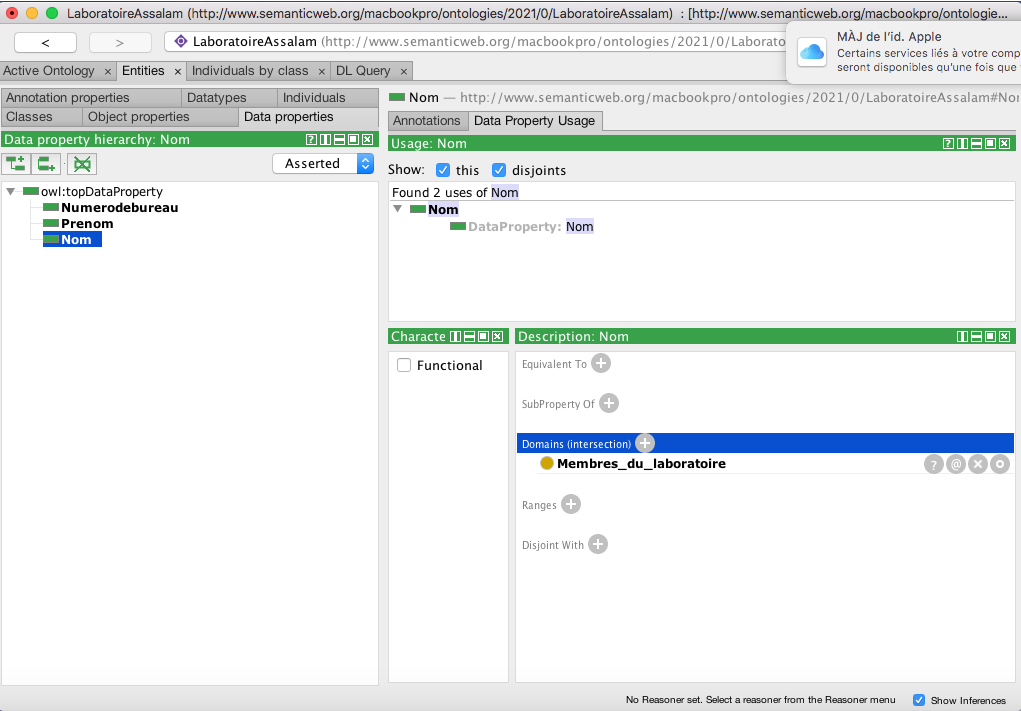 LaboratoireAssalam (http://www.semanticweb.org/macbookpro/ontologies/2021/0/LaboratoireAssalam) : [http://www.semanticweb.org/macbookpro/ontologie...
< > LaboratoireAssalam (http://www.semanticweb.org/macbookpro/ontologies/2021/0/Laborato
MÀJ de l'id. Apple
Certains services liés à votre comp
seront disponibles qu'une fois que
Active Ontology × Entities × Individuals by class × DL Query ×
Annotation properties Datatypes Individuals
Classes Object properties Data properties
Data property hierarchy: Nom
Asserted
owl:topDataProperty
Numerodebureau
Prenom
Nom
Nom — http://www.semanticweb.org/macbookpro/ontologies/2021/0/LaboratoireAssalam#Nor
Annotations Data Property Usage
Usage: Nom
Show: this disjoints
Found 2 uses of Nom
Nom
DataProperty: Nom
Characte
Functional
Description: Nom
Equivalent To
SubProperty Of
Domains (intersection)
Membres_du_laboratoire
Ranges
Disjoint With
No Reasoner set. Select a reasoner from the Reasoner menu Show Inferences